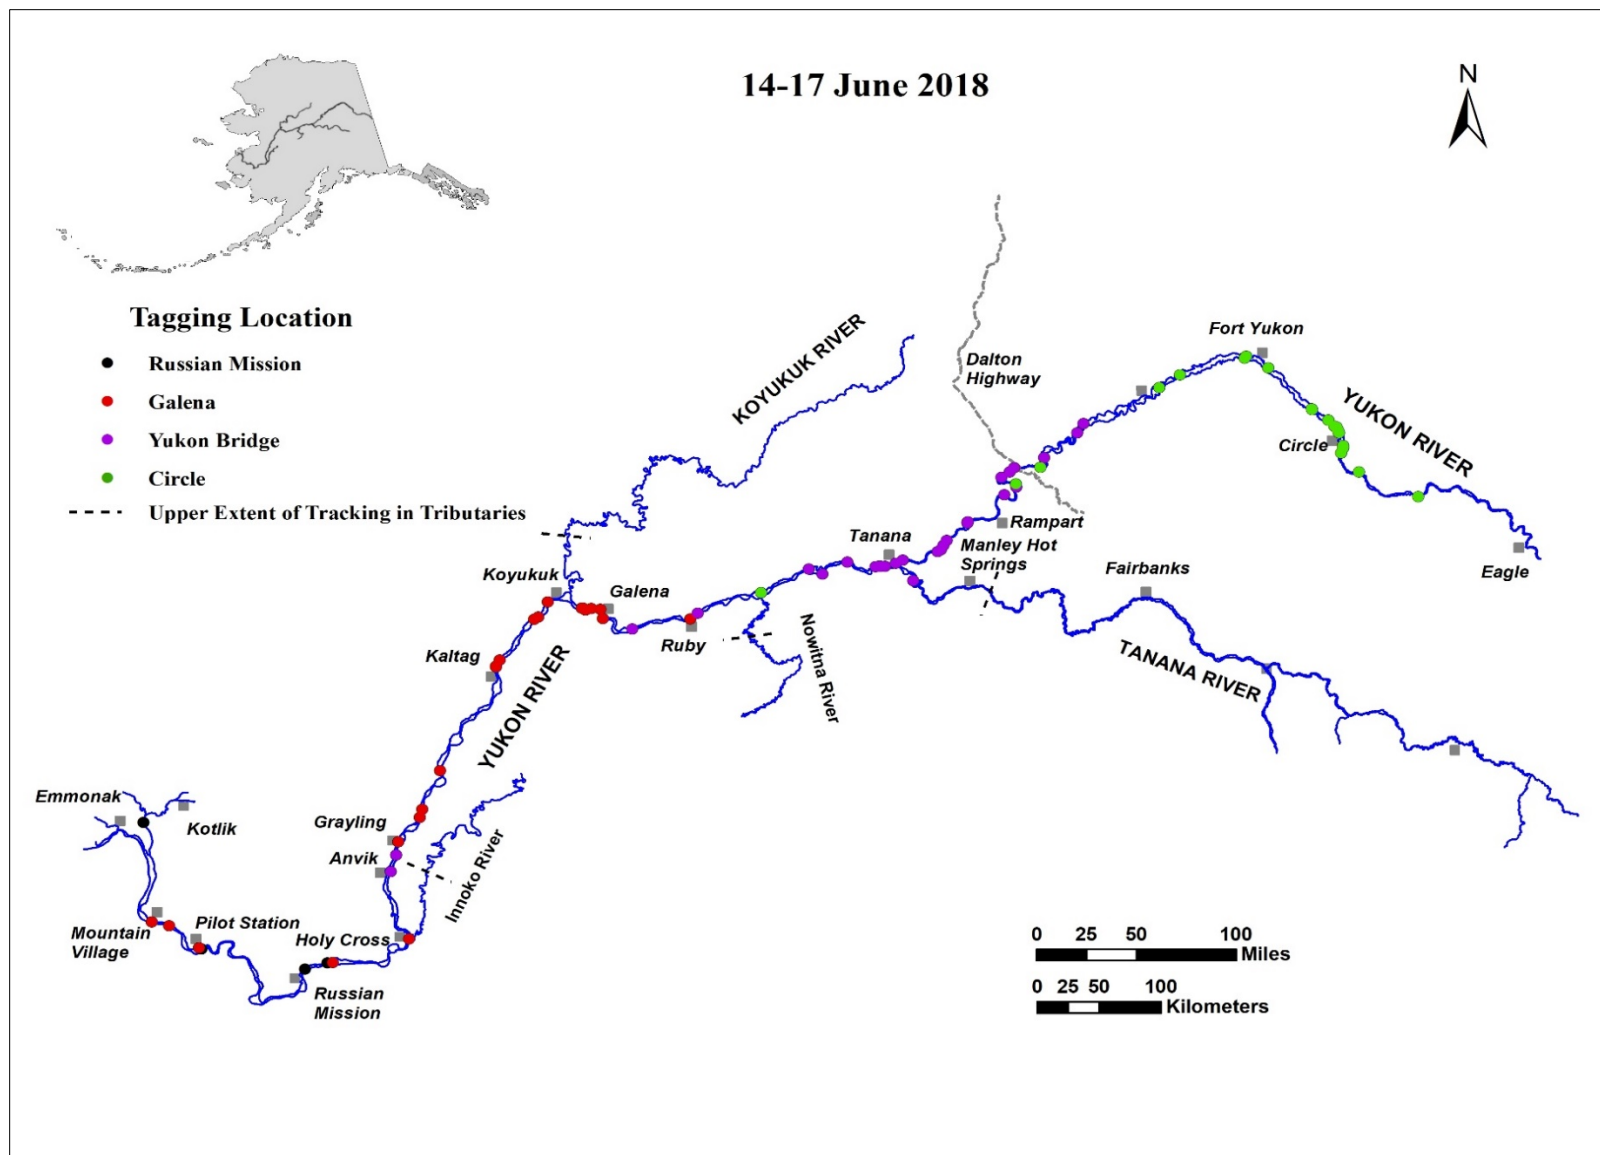 14-17 June 2018
N
Tagging Location
Russian Mission
Galena
Yukon Bridge
Circle
Upper Extent of Tracking in Tributaries
KOYUKUK RIVER
Dalton
Highway
Fort Yukon
YUKON RIVER
Circle
Eagle
Rampart
Manley Hot
Springs
Tanana
Fairbanks
TANANA RIVER
Koyukuk
Galena
Ruby
Nowitna River
Kaltag
YUKON RIVER
Emmonak
Kotlik
Grayling
Anvik
Innoko River
Mountain
Village
Pilot Station
Holy Cross
Russian
Mission
0 25 50 100
Miles
0 25 50 100
Kilometers